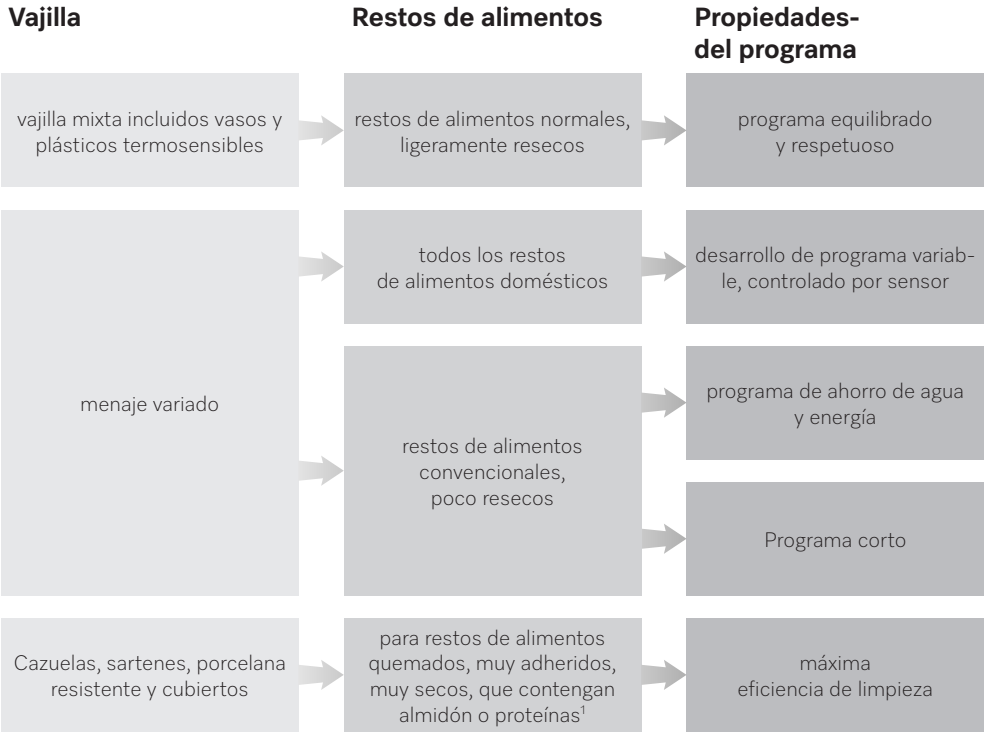 Vajilla
Restos de alimentos
Propiedades-
del programa
vajilla mixta incluidos vasos y
plásticos termosensibles
restos de alimentos normales,
ligeramente resecos
programa equilibrado
y respetuoso
menaje variado
todos los restos
de alimentos domésticos
desarrollo de programa variab-
le, controlado por sensor
restos de alimentos
convencionales,
poco resecos
programa de ahorro de agua
y energía
Programa corto
Cazuelas, sartenes, porcelana
resistente y cubiertos
para restos de alimentos
quemados, muy adheridos,
muy secos, que contengan
almidón o proteínas¹
máxima
eficiencia de limpieza